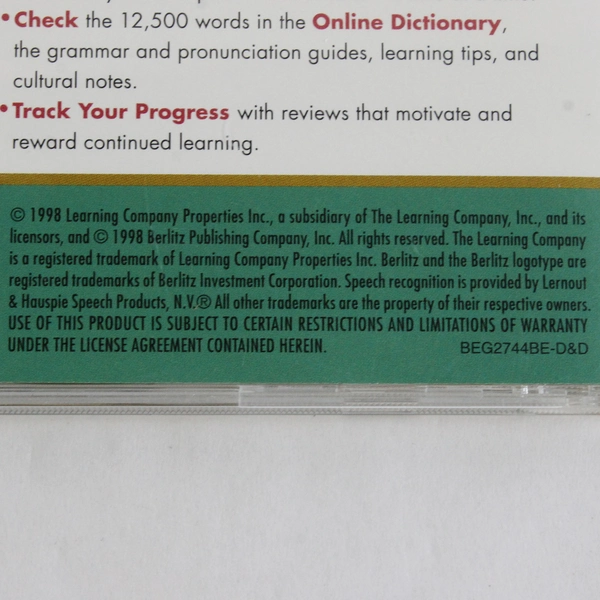 • Check the 12,500 words in the Online Dictionary,
the grammar and pronunciation guides, learning tips, and
cultural notes.
• Track Your Progress with reviews that motivate and
reward continued learning.
© 1998 Learning Company Properties Inc., a subsidiary of The Learning Company, Inc., and its
licensors, and © 1998 Berlitz Publishing Company, Inc. All rights reserved. The Learning Company
is a registered trademark of Learning Company Properties Inc. Berlitz and the Berlitz logotype are
registered trademarks of Berlitz Investment Corporation. Speech recognition is provided by Lernout
& Hauspie Speech Products, N.V.® All other trademarks are the property of their respective owners.
USE OF THIS PRODUCT IS SUBJECT TO CERTAIN RESTRICTIONS AND LIMITATIONS OF WARRANTY
UNDER THE LICENSE AGREEMENT CONTAINED HEREIN. BEG2744BE-D&D